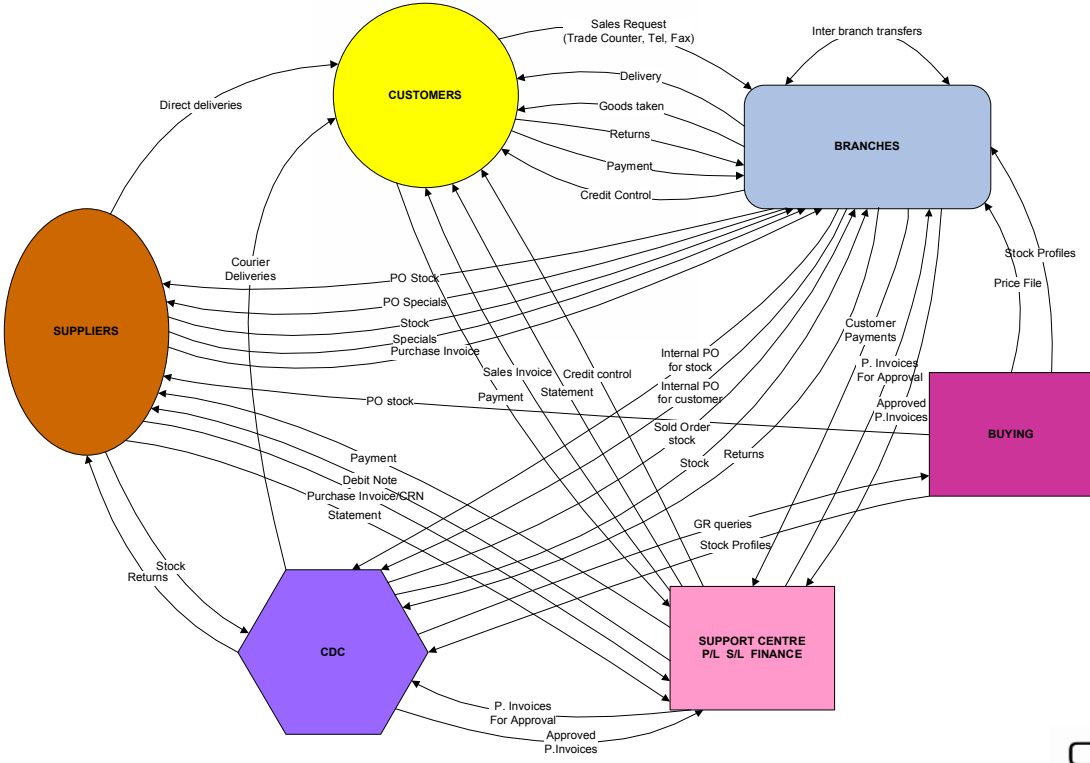 Sales Request
(Trade Counter, Tel, Fax)
Inter branch transfers
CUSTOMERS
Delivery
Direct deliveries
Goods taken
Returns
BRANCHES
Payment
Credit Control
Courier
Deliveries
Stock Profiles
PO Stock
Price File
PO Specials
SUPPLIERS
Stock
Customer
Payments
Specials
Purchase Invoice
Internal PO
for stock
P. Invoices
For Approval
Sales Invoice
Credit control
Internal PO
for customer
Statement
Payment
PO stock
Approved
P.Invoices
Sold Order
stock
BUYING
Returns
Payment
Stock
Debit Note
Purchase Invoice/CRN
Statement
GR queries
Stock Profiles
Stock
Returns
CDC
SUPPORT CENTRE
P/L S/L FINANCE
P. Invoices
For Approval
Approved
P.Invoices